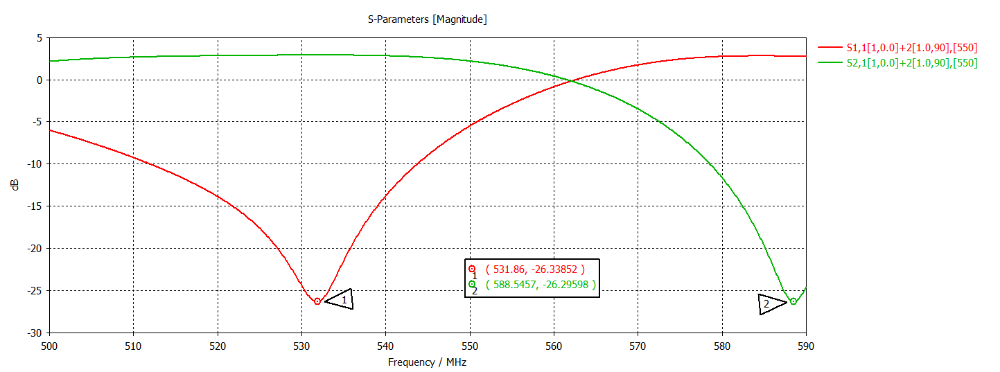 S-Parameters [Magnitude]
S1,1[1,0.0]+2[1.0,90],[550]
S2,1[1,0.0]+2[1.0,90],[550]
5
0
-5
-10
-15
-20
-25
-30
dB
1 ( 531.86, -26.33852 )
2 ( 588.5457, -26.29598 )
1
2
500 510 520 530 540 550 560 570 580 590
Frequency / MHz